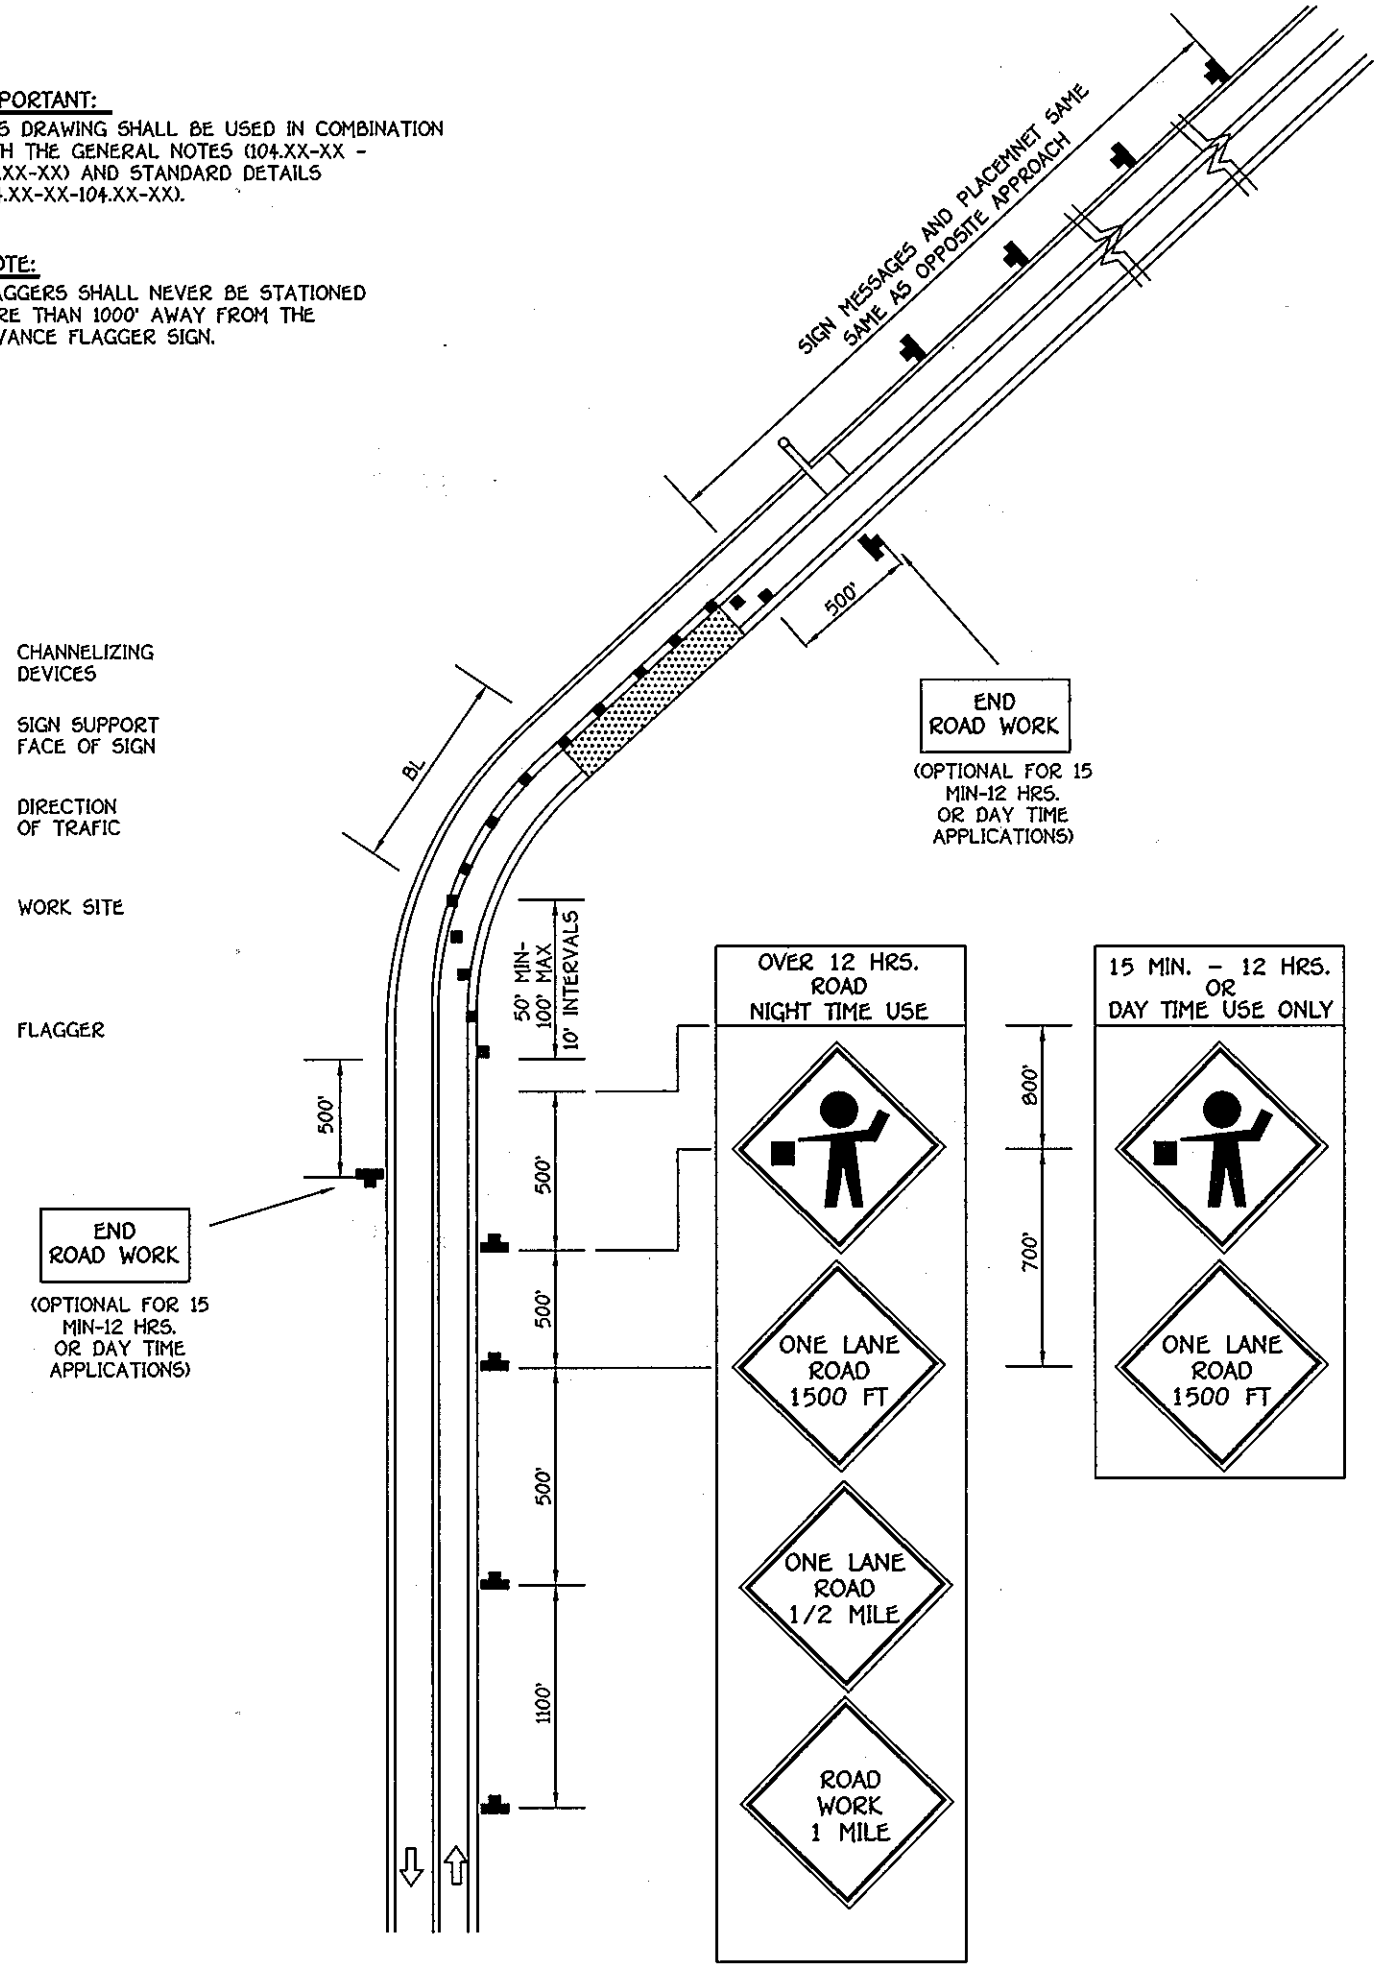 PORTANT:
S DRAWING SHALL BE USED IN COMBINATION
H THE GENERAL NOTES (104.XX-XX -
.XX-XX) AND STANDARD DETAILS
.XX-XX-104.XX-XX).
OTE:
AGGERS SHALL NEVER BE STATIONED
RE THAN 1000' AWAY FROM THE
VANCE FLAGGER SIGN.
SIGN MESSAGES AND PLACEMNET SAME
SAME AS OPPOSITE APPROACH
500'
CHANNELIZING
DEVICES
SIGN SUPPORT
FACE OF SIGN
DIRECTION
OF TRAFIC
WORK SITE
FLAGGER
BL
END
ROAD WORK
(OPTIONAL FOR 15
MIN-12 HRS.
OR DAY TIME
APPLICATIONS)
50' MIN-
100' MAX
10' INTERVALS
500'
END
ROAD WORK
(OPTIONAL FOR 15
MIN-12 HRS.
OR DAY TIME
APPLICATIONS)
500'
500'
500'
1100'
OVER 12 HRS.
ROAD
NIGHT TIME USE
ONE LANE
ROAD
1500 FT
ONE LANE
ROAD
1/2 MILE
ROAD
WORK
1 MILE
800'
700'
15 MIN. - 12 HRS.
OR
DAY TIME USE ONLY
ONE LANE
ROAD
1500 FT